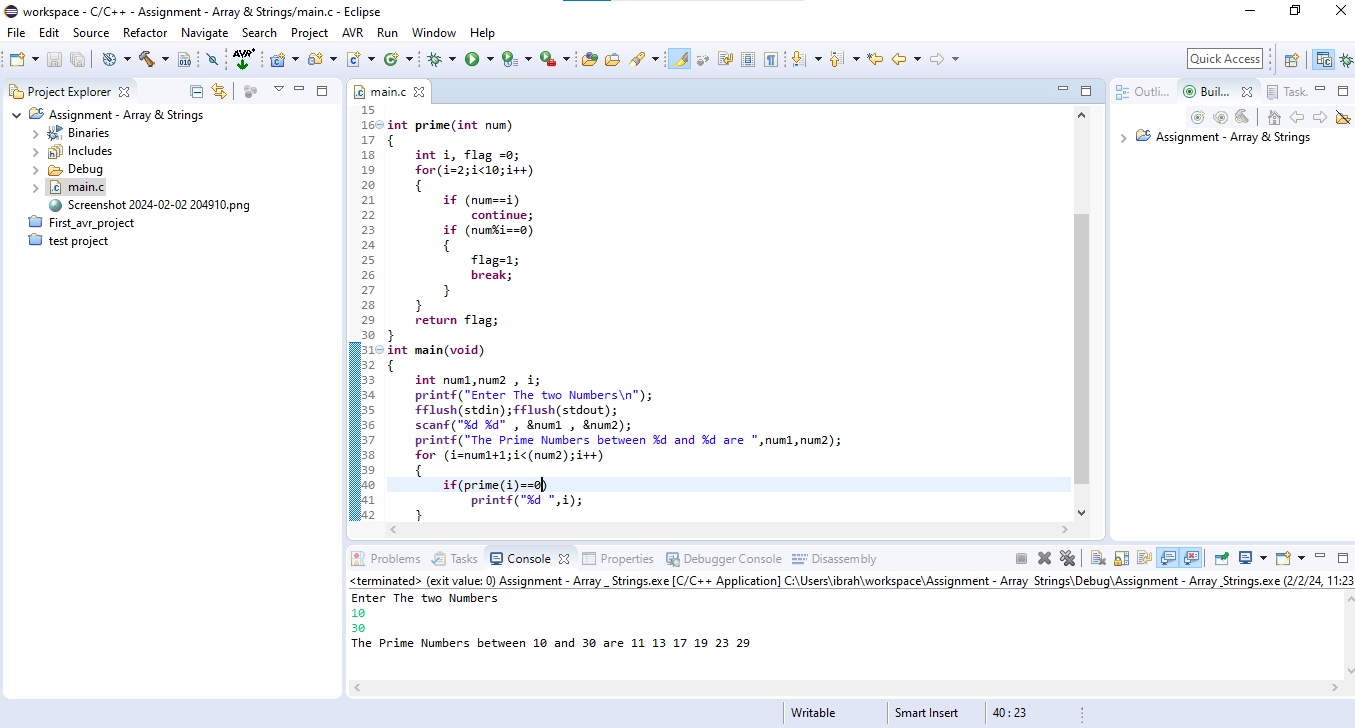 workspace - C/C++ - Assignment - Array & Strings/main.c - Eclipse
File Edit Source Refactor Navigate Search Project AVR Run Window Help
010 AVR Quick Access
Project Explorer
Assignment - Array & Strings
Binaries
Includes
Debug
main.c
Screenshot 2024-02-02 204910.png
First_avr_project
test project
main.c
15
16 int prime(int num)
17 {
18 int i, flag =0;
19 for(i=2;i<10;i++)
20 {
21 if (num==i)
22 continue;
23 if (num%i==0)
24 {
25 flag=1;
26 break;
27 }
28 }
29 return flag;
30 }
31 int main(void)
32 {
33 int num1,num2 , i;
34 printf("Enter The two Numbers\n");
35 fflush(stdin);fflush(stdout);
36 scanf("%d %d" , &num1 , &num2);
37 printf("The Prime Numbers between %d and %d are ",num1,num2);
38 for (i=num1+1;i<(num2);i++)
39 {
40 if(prime(i)==0)
41 printf("%d ",i);
42 }
Outli... Buil... Task.
Assignment - Array & Strings
Problems Tasks Console Properties Debugger Console Disassembly
<terminated> (exit value: 0) Assignment - Array _ Strings.exe [C/C++ Application] C:\Users\ibrah\workspace\Assignment - Array Strings\Debug\Assignment - Array _Strings.exe (2/2/24, 11:23
Enter The two Numbers
10
30
The Prime Numbers between 10 and 30 are 11 13 17 19 23 29
Writable Smart Insert 40 : 23